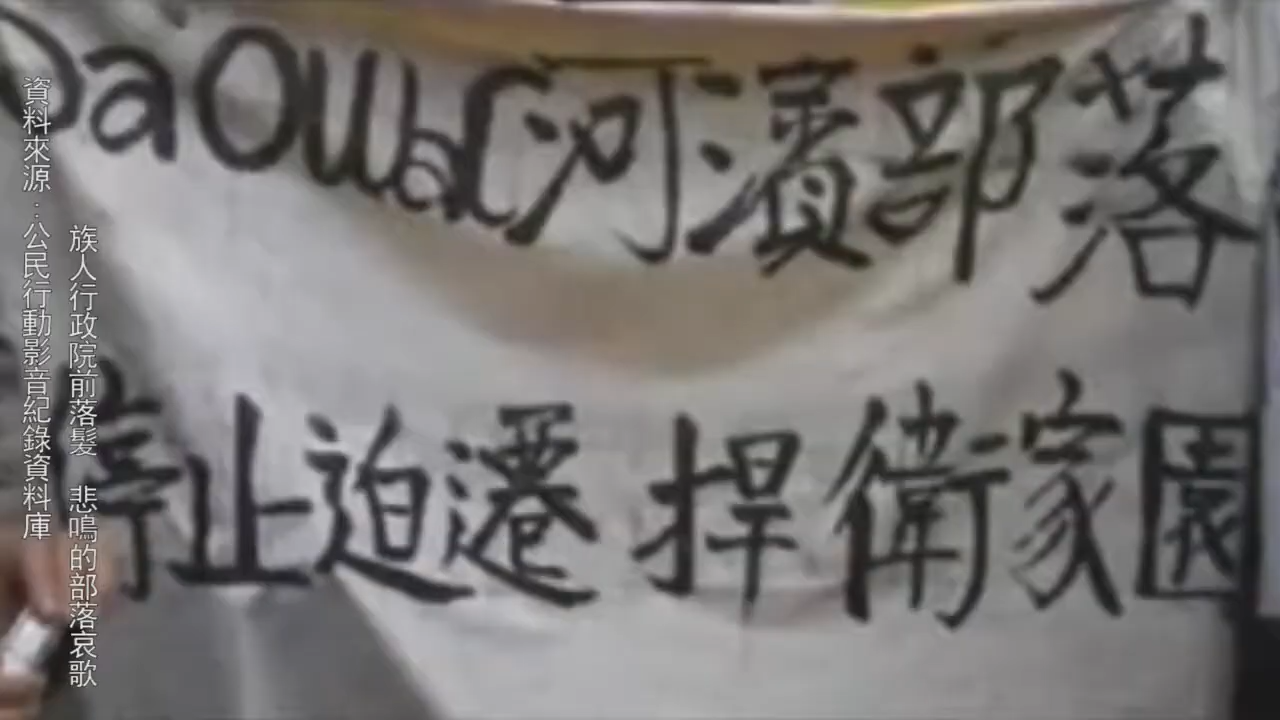 DaOwaC河濱部落
停止迫遷 捍衛家園
資料來源：公民行動影音紀錄資料庫
族人行政院前落髮 悲鳴的部落哀歌